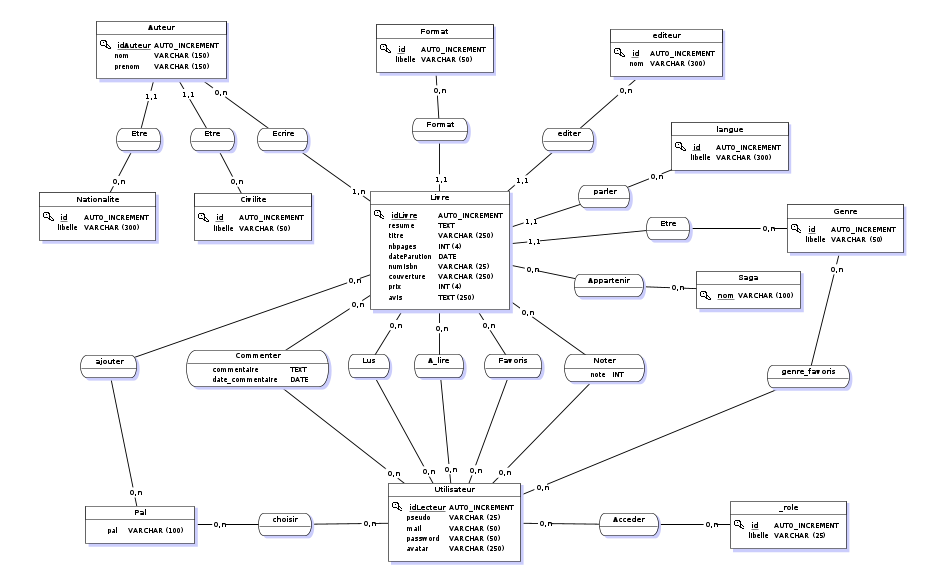 Auteur
idAuteur AUTO_INCREMENT
nom VARCHAR (150)
prenom VARCHAR (150)
Format
id AUTO_INCREMENT
libelle VARCHAR (50)
editeur
id AUTO_INCREMENT
nom VARCHAR (300)
1,1
1,1
0,n
0,n
0,n
Etre
Etre
Ecrire
Format
editer
langue
id AUTO_INCREMENT
libelle VARCHAR (300)
0,n
0,n
1,n
1,1
1,1
0,n
Nationalite
id AUTO_INCREMENT
libelle VARCHAR (300)
Civilite
id AUTO_INCREMENT
libelle VARCHAR (50)
Livre
idLivre AUTO_INCREMENT
resume TEXT
titre VARCHAR (250)
nbpages INT (4)
dateParution DATE
numisbn VARCHAR (25)
couverture VARCHAR (250)
prix INT (4)
avis TEXT (250)
parler
1,1
Etre
1,1
0,n
Genre
id AUTO_INCREMENT
libelle VARCHAR (50)
0,n
Appartenir
0,n
Saga
nom VARCHAR (100)
0,n
0,n
0,n
0,n
0,n
0,n
0,n
ajouter
Commenter
commentaire TEXT
date_commentaire DATE
Lus
A_lire
Favoris
Noter
note INT
genre_favoris
0,n
0,n
0,n
0,n
0,n
0,n
0,n
Pal
pal VARCHAR (100)
0,n
choisir
0,n
Utilisateur
idLecteur AUTO_INCREMENT
pseudo VARCHAR (25)
mail VARCHAR (50)
password VARCHAR (50)
avatar VARCHAR (250)
0,n
Acceder
0,n
_role
id AUTO_INCREMENT
libelle VARCHAR (25)